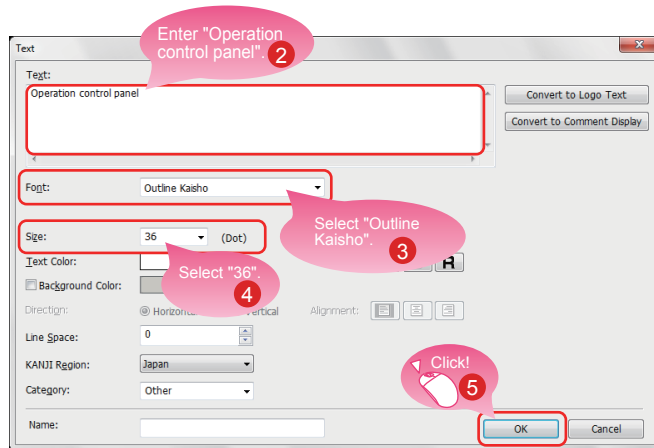 Enter "Operation
control panel". 2
Text
Text:
Operation control panel
Convert to Logo Text
Convert to Comment Display
Font: Outline Kaisho
Select "Outline
Kaisho".
3
Size: 36 (Dot)
Text Color: R
Select "36".
4
Background Color:
Direction: Horizontal Vertical Alignment:
Line Space: 0
KANJI Region: Japan
Click!
5
Category: Other
Name:
OK Cancel